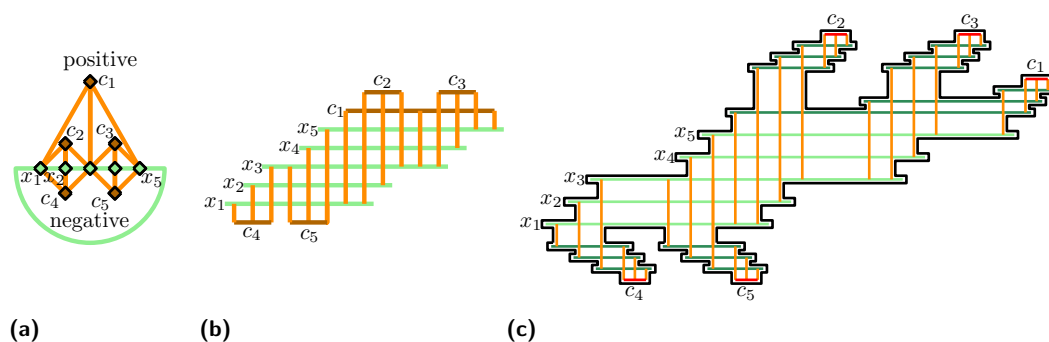 positive
c1
c2 c3
x1 x2 x5
c4 c5
negative
(a)
c2 c3
c1
x5
x4
x3
x2
x1
c4 c5
(b)
c2 c3
c1
x5
x4
x3
x2
x1
c4 c5
(c)